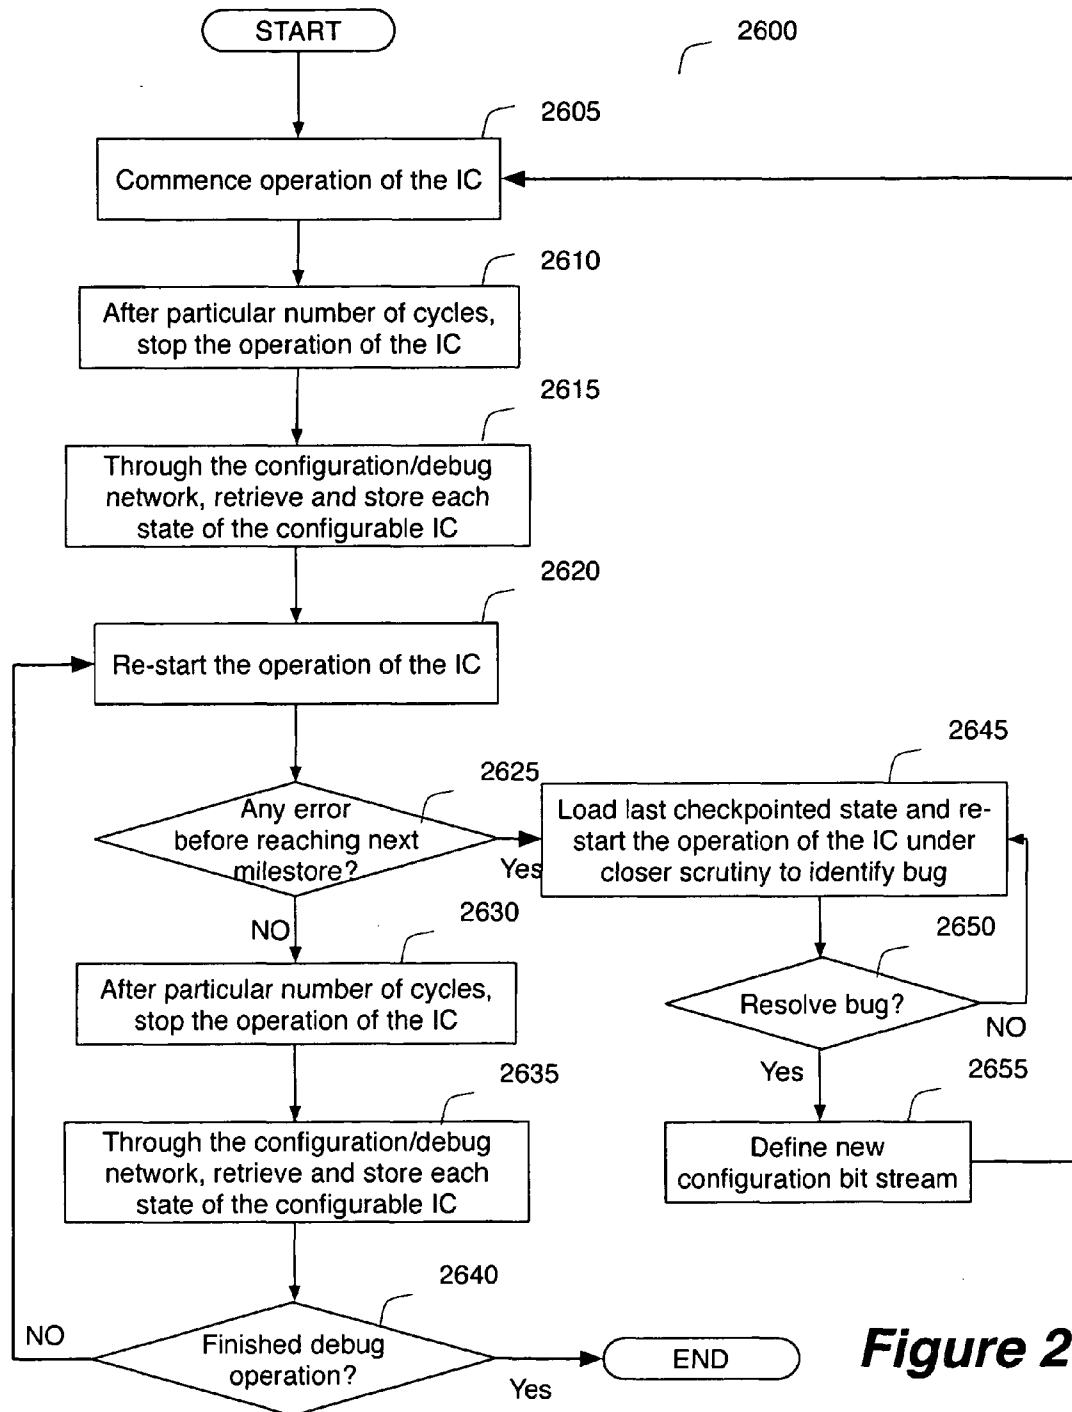 START
2600
2605
Commence operation of the IC
2610
After particular number of cycles,
stop the operation of the IC
2615
Through the configuration/debug
network, retrieve and store each
state of the configurable IC
2620
Re-start the operation of the IC
2625
Any error
before reaching next
milestore?
Yes
NO
2645
Load last checkpointed state and re-
start the operation of the IC under
closer scrutiny to identify bug
2650
Resolve bug?
NO
Yes
2655
Define new
configuration bit stream
2630
After particular number of cycles,
stop the operation of the IC
2635
Through the configuration/debug
network, retrieve and store each
state of the configurable IC
2640
Finished debug
operation?
NO
Yes
END
Figure 2